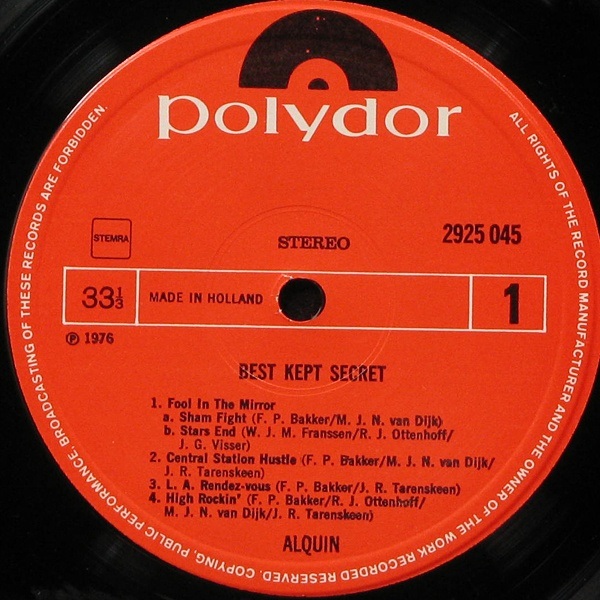 polydor
STEMRA
STEREO
2925 045
33 1/3
MADE IN HOLLAND
1
℗ 1976
BEST KEPT SECRET
1. Fool In The Mirror
a. Sham Fight (F. P. Bakker/M. J. N. van Dijk)
b. Stars End (W. J. M. Franssen/R. J. Ottenhoff/
J. G. Visser)
2. Central Station Hustle (F. P. Bakker/M. J. N. van Dijk/
J. R. Tarenskeen)
3. L. A. Rendez-vous (F. P. Bakker/J. R. Tarenskeen)
4. High Rockin' (F. P. Bakker/R. J. Ottenhoff/
M. J. N. van Dijk/J. R. Tarenskeen)
ALQUIN
ALL RIGHTS OF THE RECORD MANUFACTURER AND THE OWNER OF THE WORK RECORDED RESERVED. COPYING, PUBLIC PERFORMANCE, BROADCASTING OF THESE RECORDS ARE FORBIDDEN.